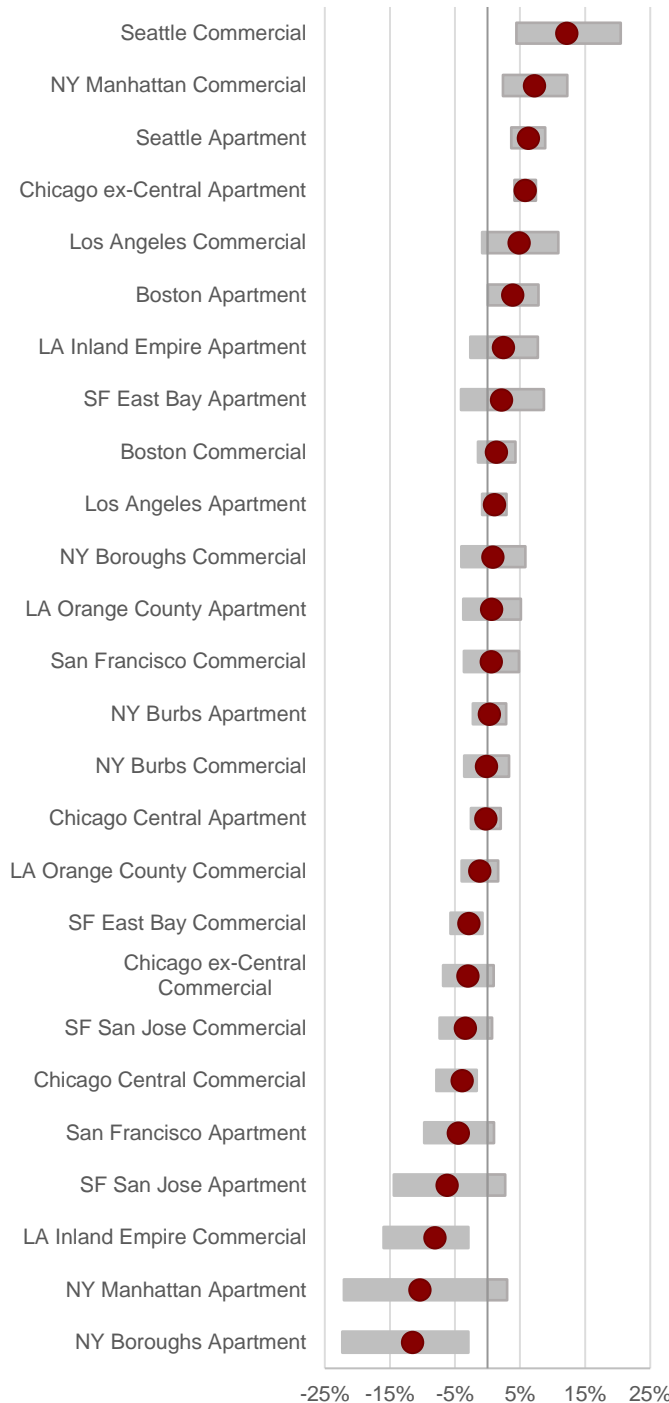 Seattle Commercial
NY Manhattan Commercial
Seattle Apartment
Chicago ex-Central Apartment
Los Angeles Commercial
Boston Apartment
LA Inland Empire Apartment
SF East Bay Apartment
Boston Commercial
Los Angeles Apartment
NY Boroughs Commercial
LA Orange County Apartment
San Francisco Commercial
NY Burbs Apartment
NY Burbs Commercial
Chicago Central Apartment
LA Orange County Commercial
SF East Bay Commercial
Chicago ex-Central
Commercial
SF San Jose Commercial
Chicago Central Commercial
San Francisco Apartment
SF San Jose Apartment
LA Inland Empire Commercial
NY Manhattan Apartment
NY Boroughs Apartment
-25% -15% -5% 5% 15% 25%